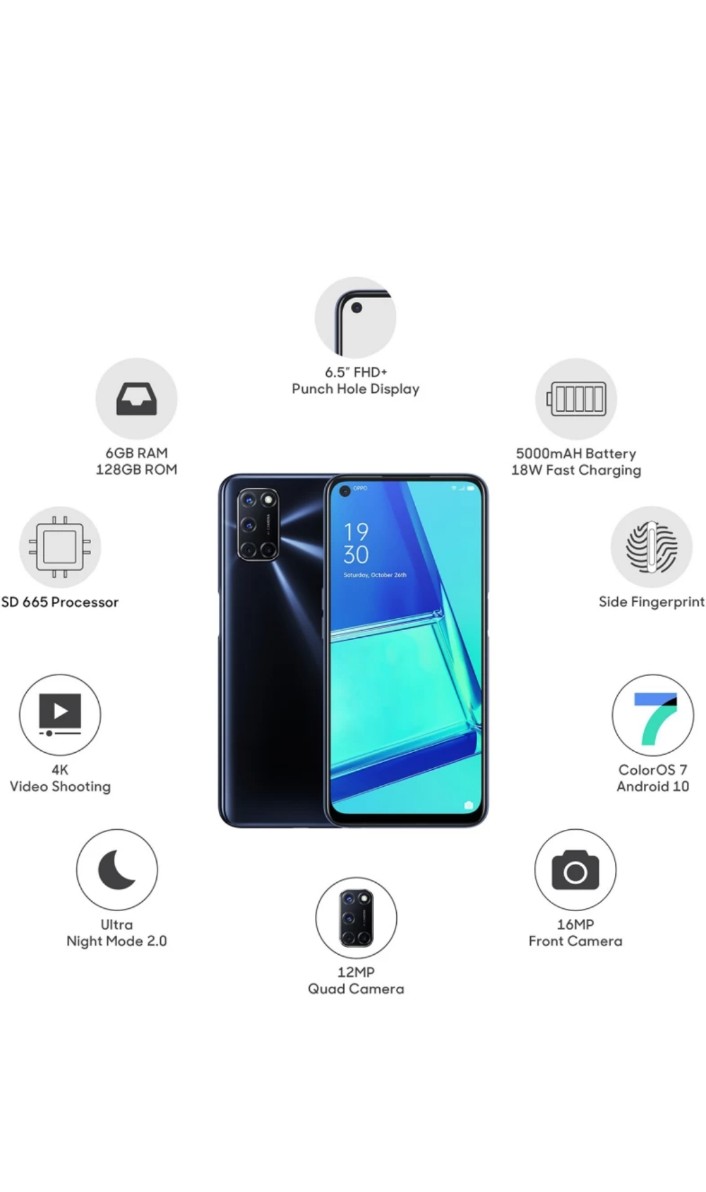 6.5" FHD+
Punch Hole Display
6GB RAM
128GB ROM
5000mAH Battery
18W Fast Charging
OPPO
19
30
Saturday, October 26th
SD 665 Processor
Side Fingerprint
4K
Video Shooting
7
ColorOS 7
Android 10
Ultra
Night Mode 2.0
16MP
Front Camera
12MP
Quad Camera